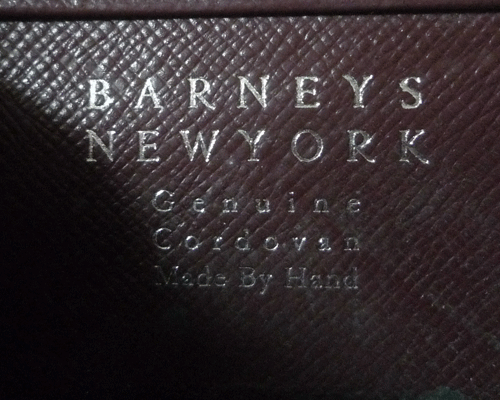 BARNEYS
NEWYORK
Genuine
Cordovan
Made By Hand